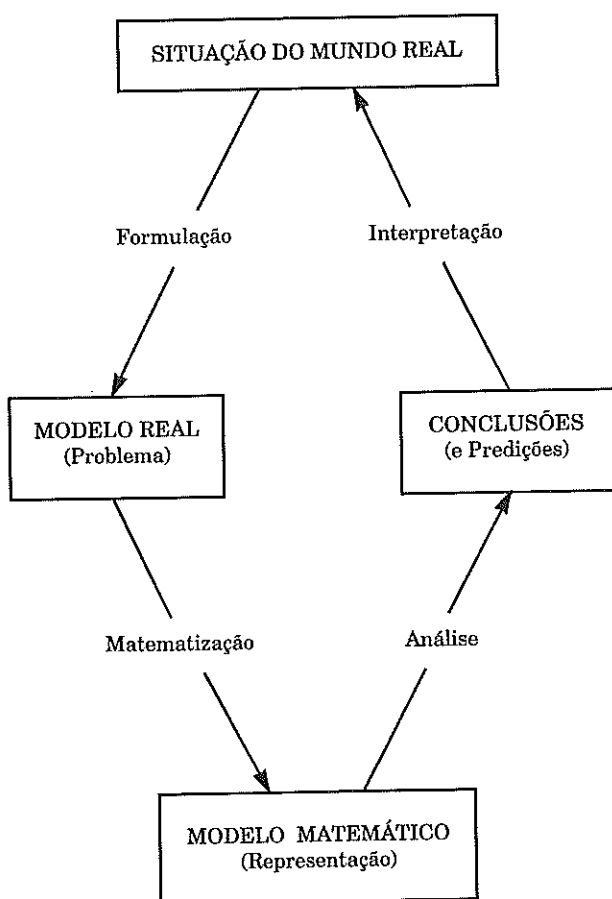 SITUAÇÃO DO MUNDO REAL
Formulação
Interpretação
MODELO REAL
(Problema)
CONCLUSÕES
(e Predições)
Matematização
Análise
MODELO MATEMÁTICO
(Representação)